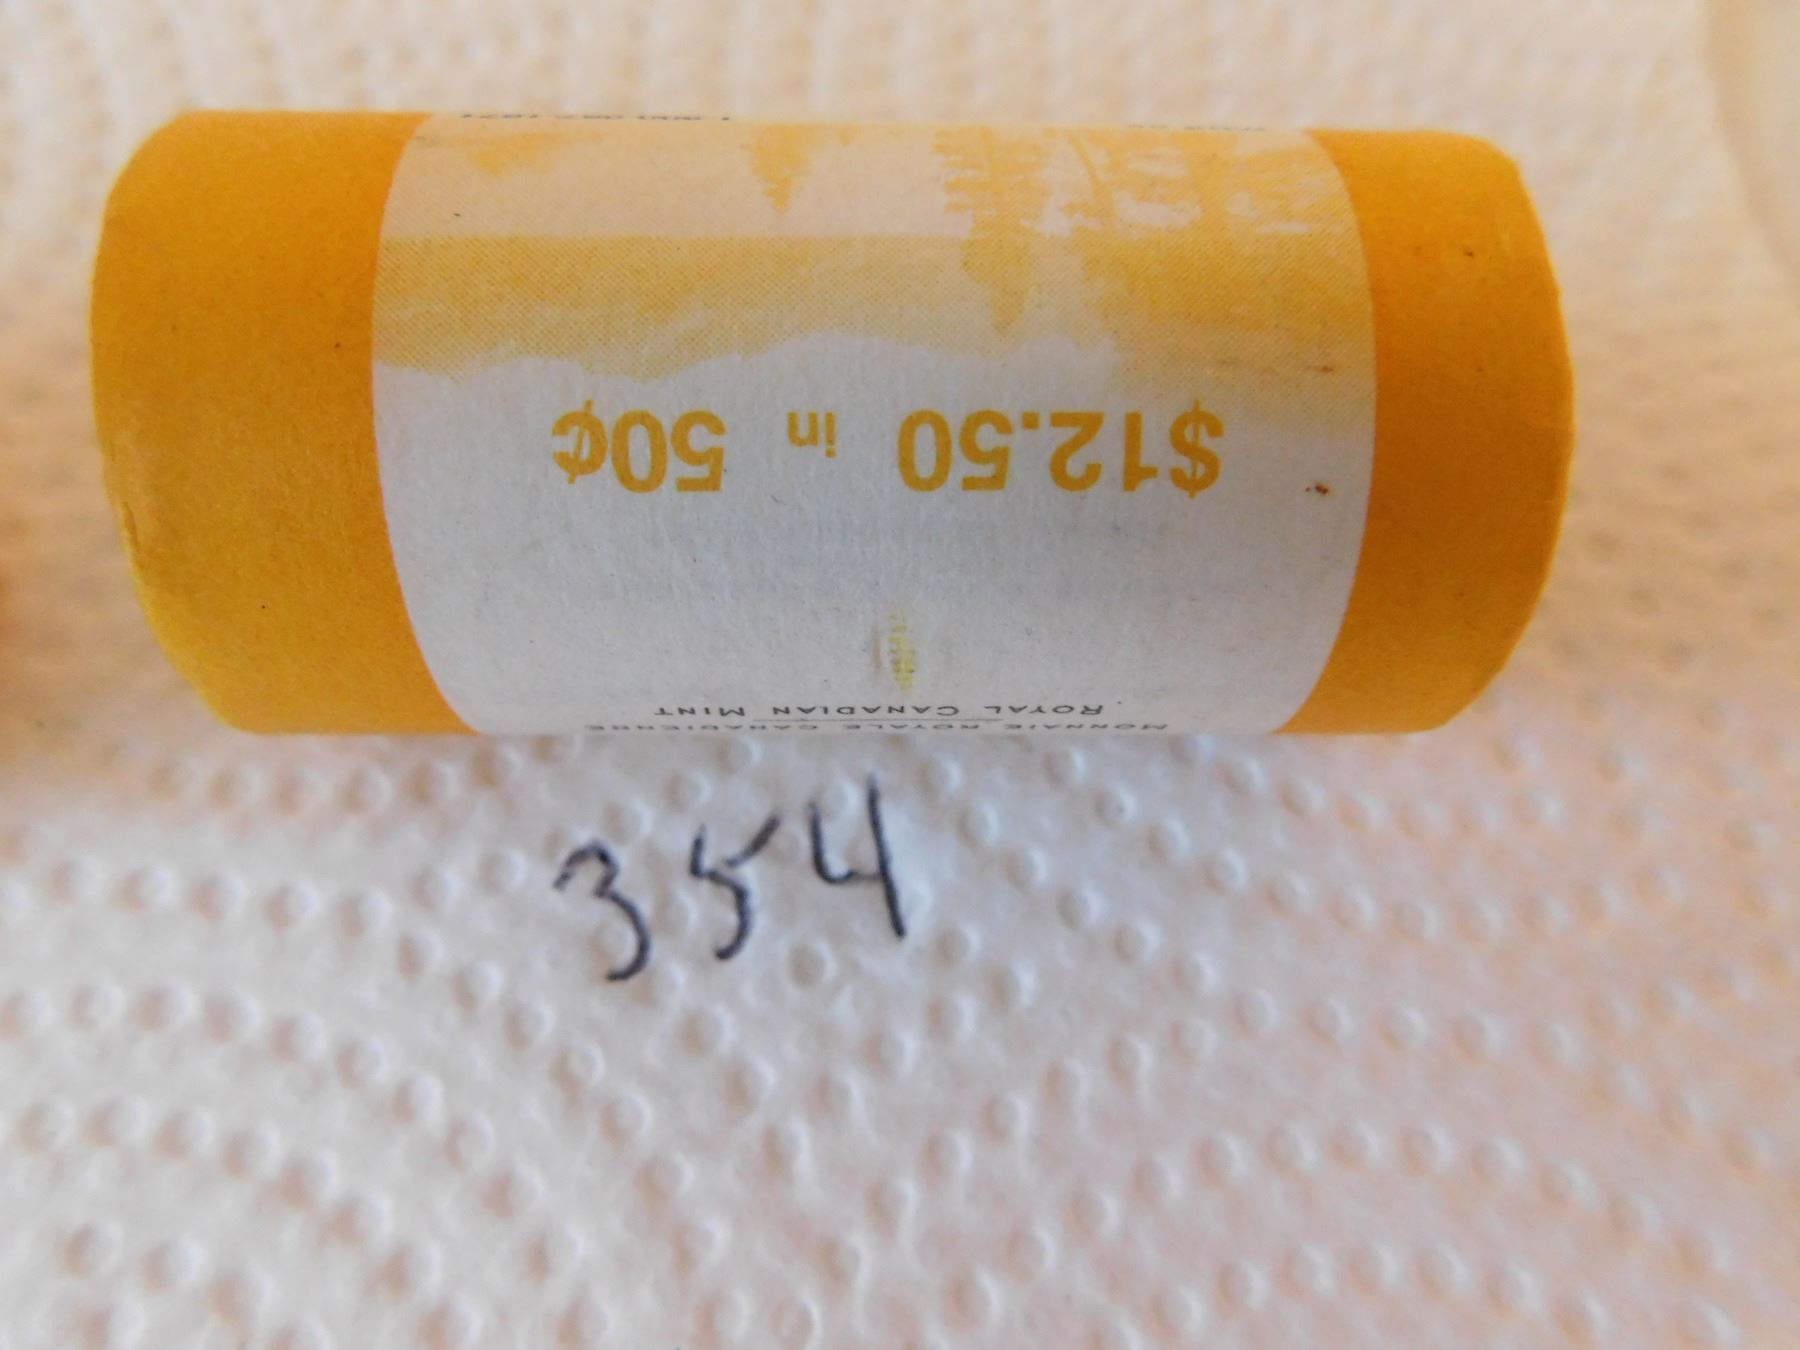 $12.50 in 50¢
ROYAL CANADIAN MINT
MONNAIE ROYALE CANADIENNE
354